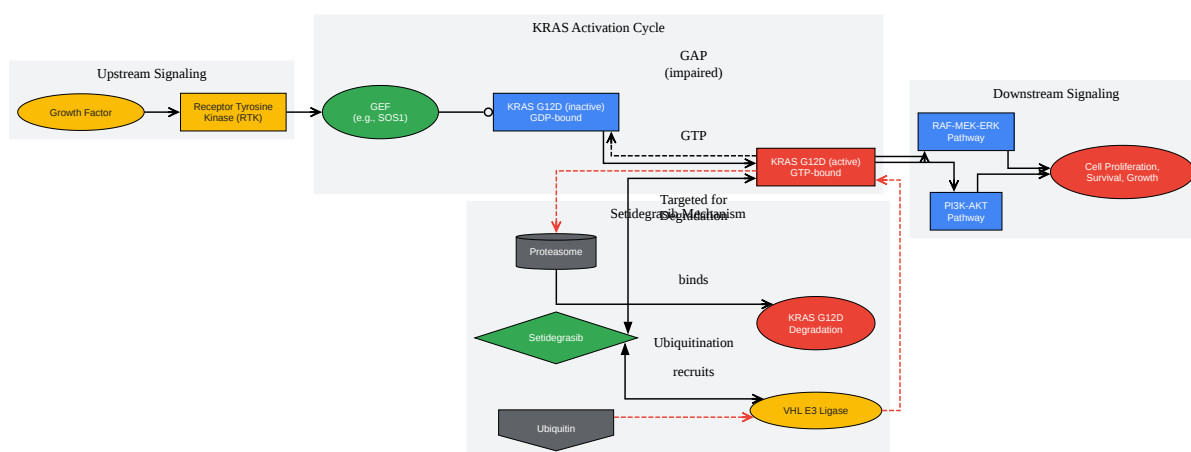 KRAS Activation Cycle
Upstream Signaling
GAP
(impaired)
Downstream Signaling
Growth Factor
Receptor Tyrosine
Kinase (RTK)
GEF
(e.g., SOS1)
KRAS G12D (inactive)
GDP-bound
RAF-MEK-ERK
Pathway
GTP
KRAS G12D (active)
GTP-bound
Cell Proliferation,
Survival, Growth
PI3K-AKT
Pathway
Targeted for
Degradation
Setidegrasib Mechanism
Proteasome
binds
KRAS G12D
Degradation
Setidegrasib
Ubiquitination
recruits
VHL E3 Ligase
Ubiquitin